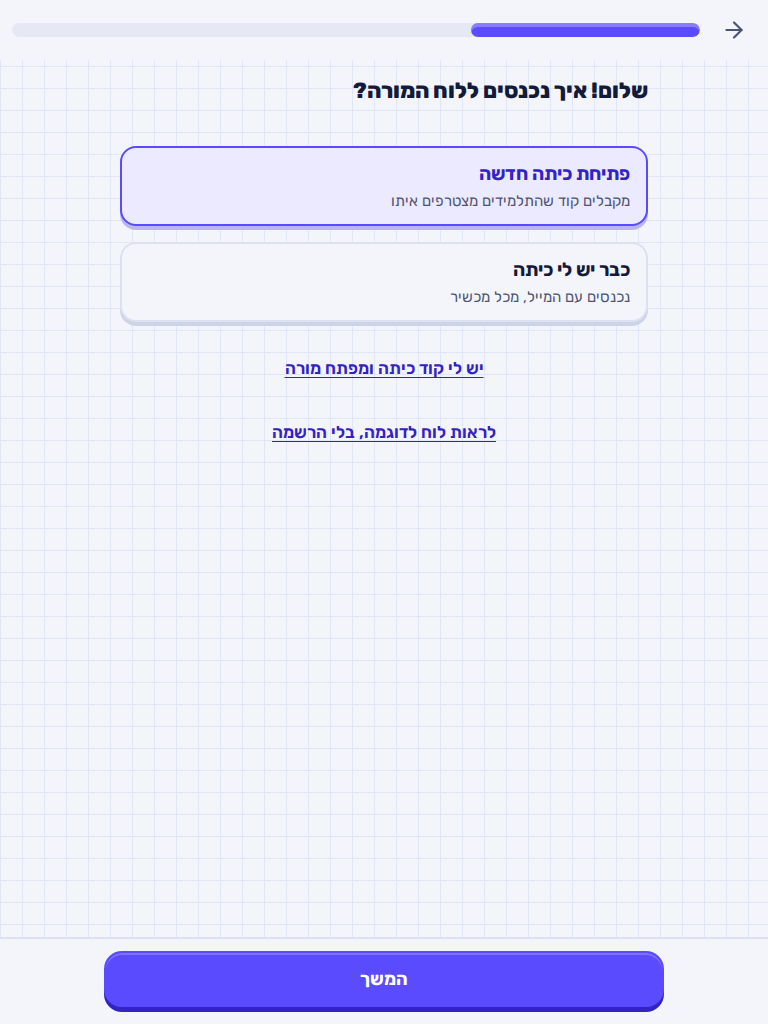 שלום! איך נכנסים ללוח המורה?
פתיחת כיתה חדשה
מקבלים קוד שהתלמידים מצטרפים איתו
כבר יש לי כיתה
נכנסים עם המייל, מכל מכשיר
יש לי קוד כיתה ומפתח מורה
לראות לוח לדוגמה, בלי הרשמה
המשך